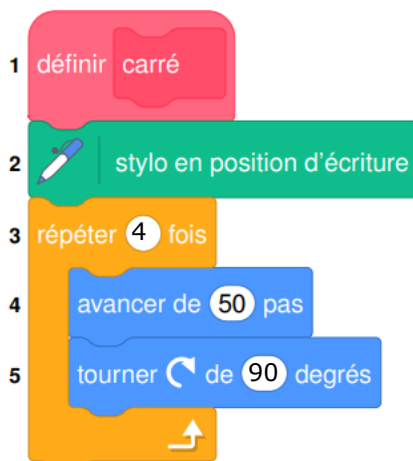 1 définir carré
2 stylo en position d'écriture
3 répéter 4 fois
4 avancer de 50 pas
5 tourner de 90 degrés